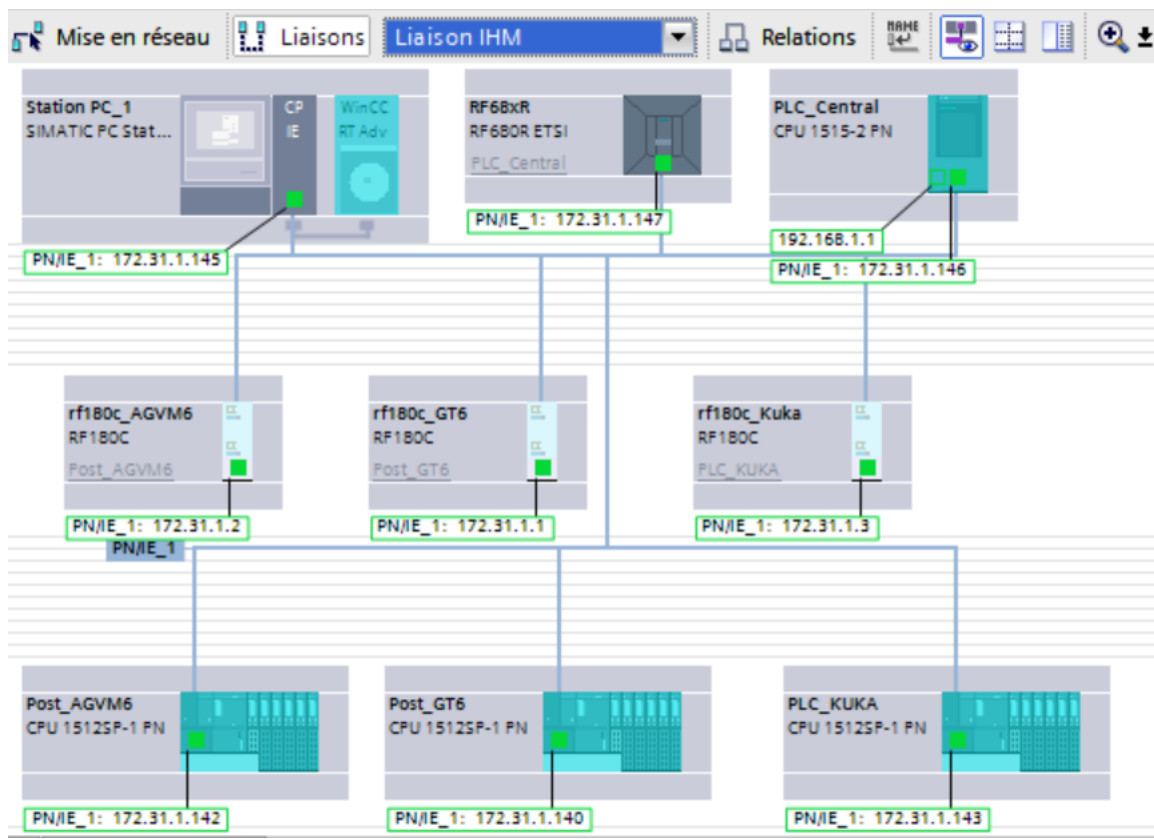 Mise en réseau Liaisons Liaison IHM Relations NAME
Station PC_1
SIMATIC PC Stat...
CP
IE
WinCC
RT Adv
RF68xR
RF680R ETSI
PLC_Central
PLC_Central
CPU 1515-2 PN
PN/IE_1: 172.31.1.147
192.168.1.1
PN/IE_1: 172.31.1.145
PN/IE_1: 172.31.1.146
rf180c_AGVM6
RF180C
Post_AGVM6
rf180c_GT6
RF180C
Post_GT6
rf180c_Kuka
RF180C
PLC_KUKA
PN/IE_1: 172.31.1.2
PN/IE_1: 172.31.1.1
PN/IE_1: 172.31.1.3
PN/IE_1
Post_AGVM6
CPU 1512SP-1 PN
Post_GT6
CPU 1512SP-1 PN
PLC_KUKA
CPU 1512SP-1 PN
PN/IE_1: 172.31.1.142
PN/IE_1: 172.31.1.140
PN/IE_1: 172.31.1.143